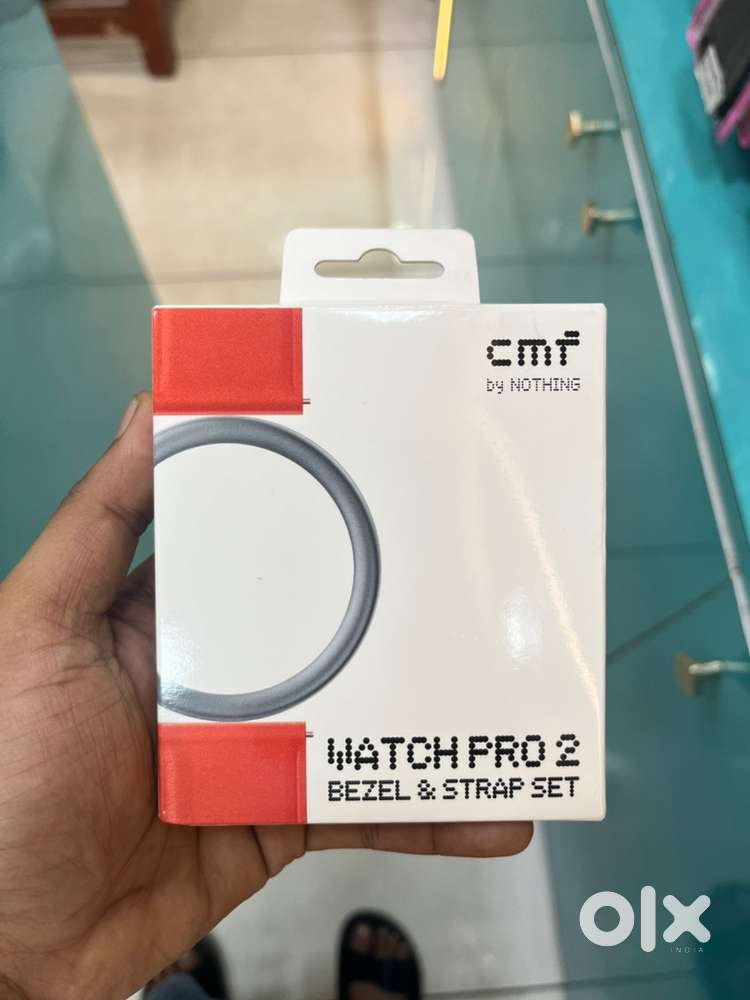 cmf
by NOTHING
WATCH PRO 2
BEZEL & STRAP SET
olx
INDIA